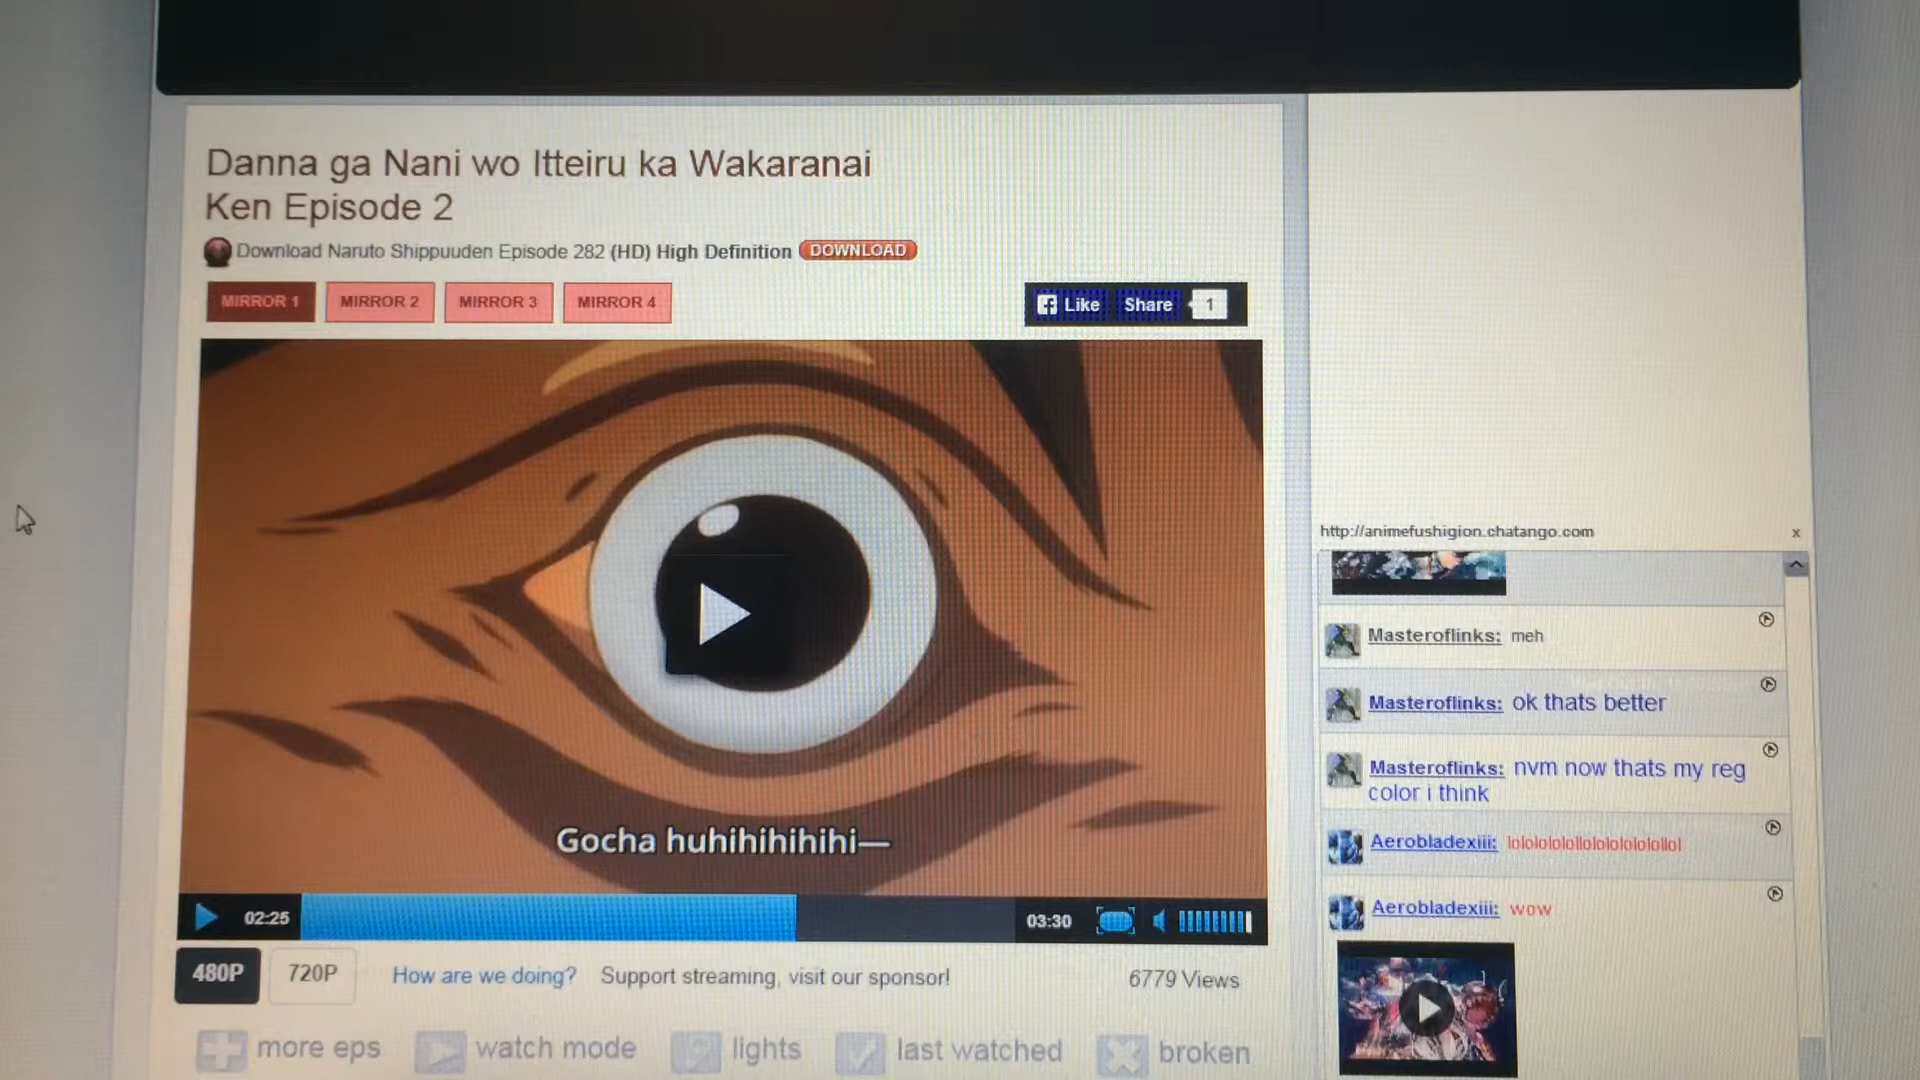 Danna ga Nani wo Itteiru ka Wakaranai
Ken Episode 2
Download Naruto Shippuuden Episode 282 (HD) High Definition DOWNLOAD
MIRROR 1 MIRROR 2 MIRROR 3 MIRROR 4
Like Share 1
Gocha huhihihihihi—
02:25 03:30
480P 720P How are we doing? Support streaming, visit our sponsor! 6779 Views
more eps watch mode lights last watched broken
http://animefushigion.chatango.com x
Masteroflinks: meh
Masteroflinks: ok thats better
Masteroflinks: nvm now thats my reg
color i think
Aerobladexiii:
Aerobladexiii: wow